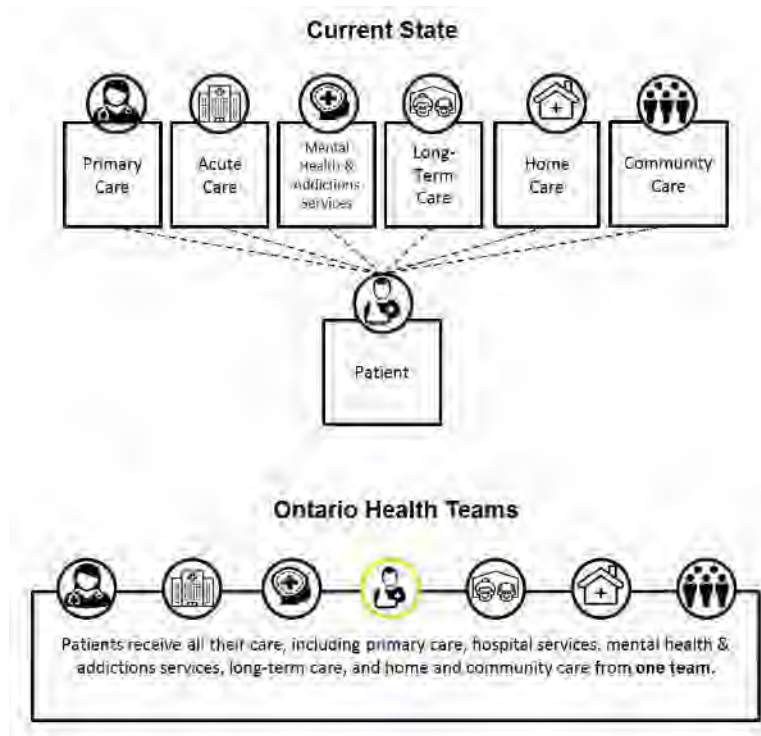 Current State
Primary
Care
Acute
Care
Mental
Health &
Addictions
Services
Long-
Term
Care
Home
Care
Community
Care
Patient
Ontario Health Teams
Patients receive all their care, including primary care, hospital services, mental health &
addictions services, long-term care, and home and community care from one team.